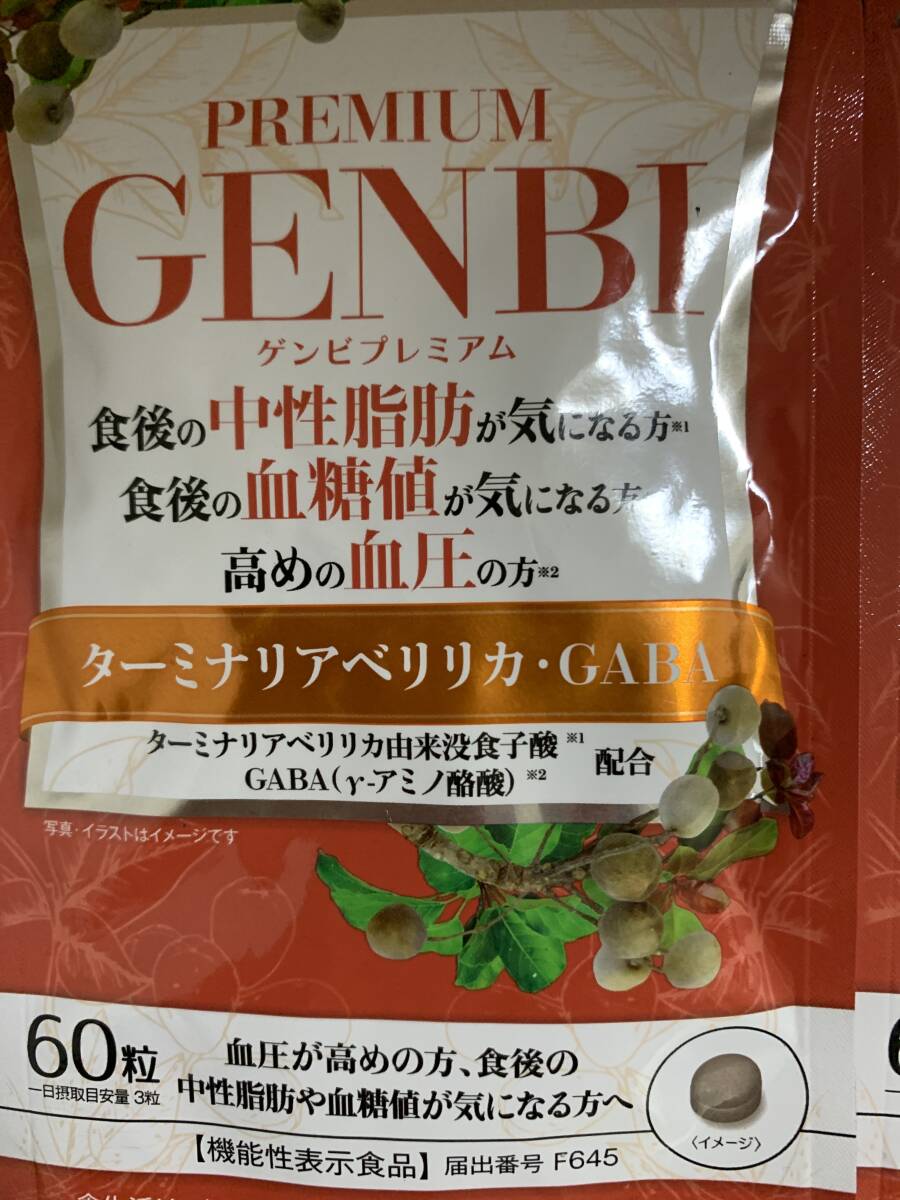 PREMIUM
GENBI
ゲンビプレミアム
食後の中性脂肪が気になる方※1
食後の血糖値が気になる方
高めの血圧の方※2
ターミナリアベリリカ・GABA
ターミナリアベリリカ由来没食子酸※1
GABA(γ-アミノ酪酸)※2
配合
写真・イラストはイメージです
60粒
一日摂取目安量 3粒
血圧が高めの方、食後の
中性脂肪や血糖値が気になる方へ
〈イメージ〉
【機能性表示食品】届出番号 F645